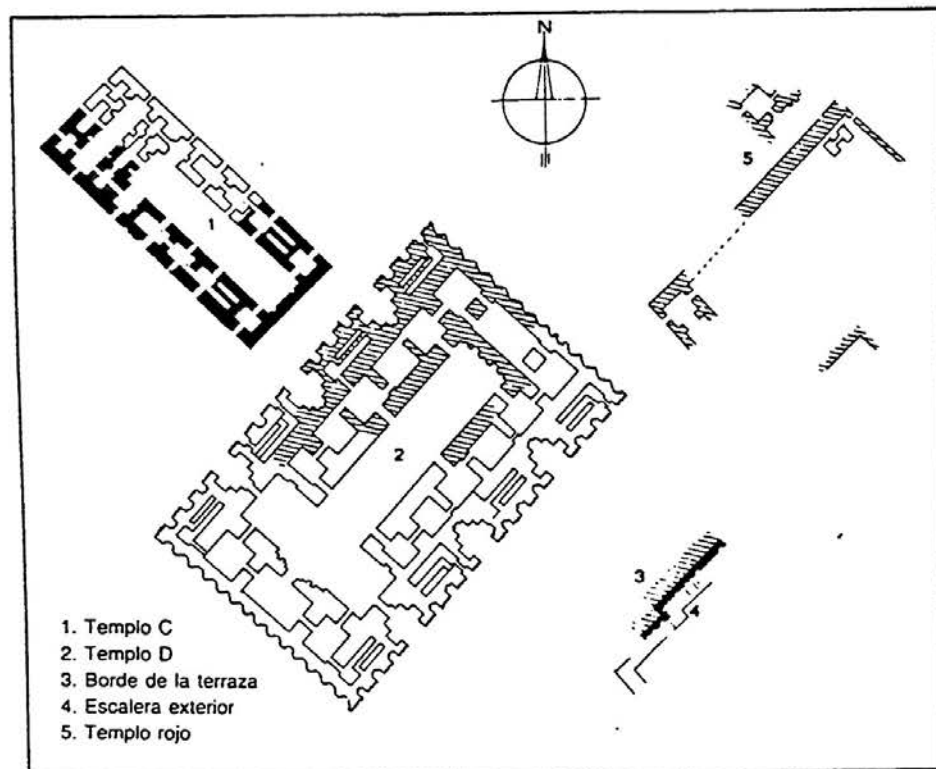 N
5
1
2
3
4
1. Templo C
2. Templo D
3. Borde de la terraza
4. Escalera exterior
5. Templo rojo